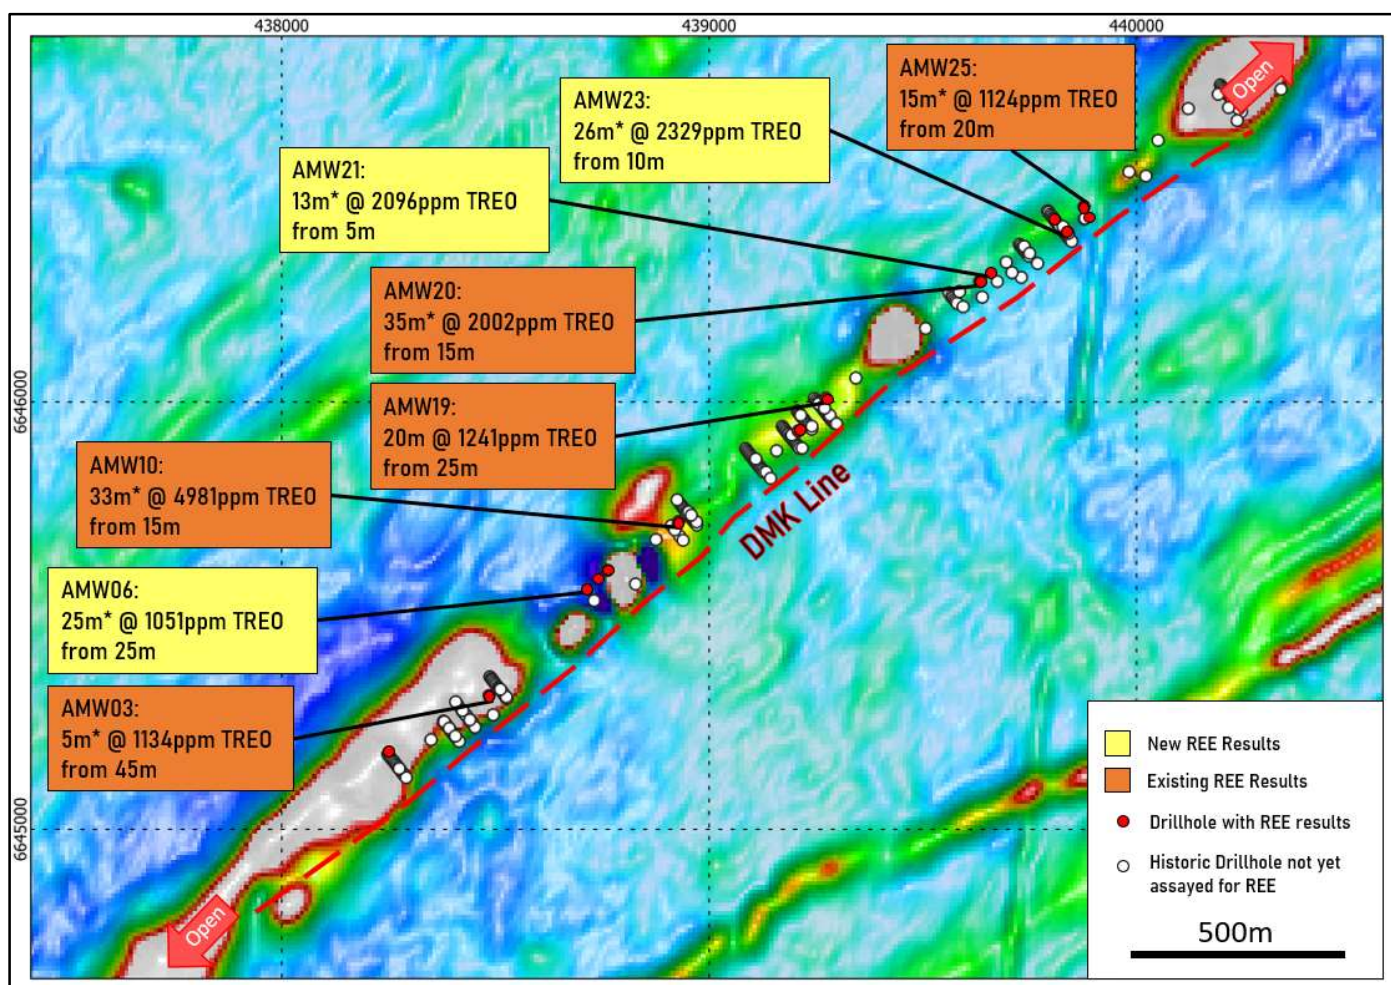 438000
439000
440000
6646000
6645000
AMW25:
15m* @ 1124ppm TREO
from 20m
Open
AMW23:
26m* @ 2329ppm TREO
from 10m
AMW21:
13m* @ 2096ppm TREO
from 5m
AMW20:
35m* @ 2002ppm TREO
from 15m
AMW19:
20m @ 1241ppm TREO
from 25m
AMW10:
33m* @ 4981ppm TREO
from 15m
DMK Line
AMW06:
25m* @ 1051ppm TREO
from 25m
AMW03:
5m* @ 1134ppm TREO
from 45m
Open
New REE Results
Existing REE Results
Drillhole with REE results
Historic Drillhole not yet
assayed for REE
500m